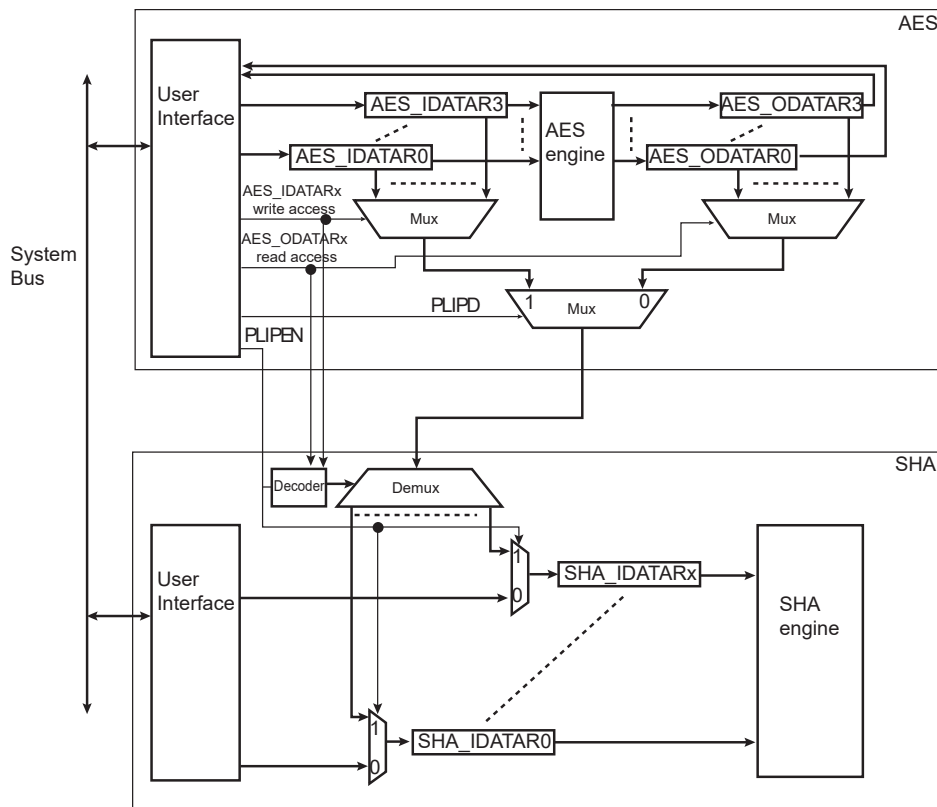 AES
User
Interface
AES_IDATAR3
AES
engine
AES_ODATAR3
AES_IDATAR0
AES_ODATAR0
AES_IDATARx
write access
Mux
Mux
AES_ODATARx
read access
System
Bus
1
Mux
0
PLIPD
PLIPEN
SHA
Decoder
Demux
User
Interface
1
0
SHA_IDATARx
SHA
engine
1
0
SHA_IDATAR0